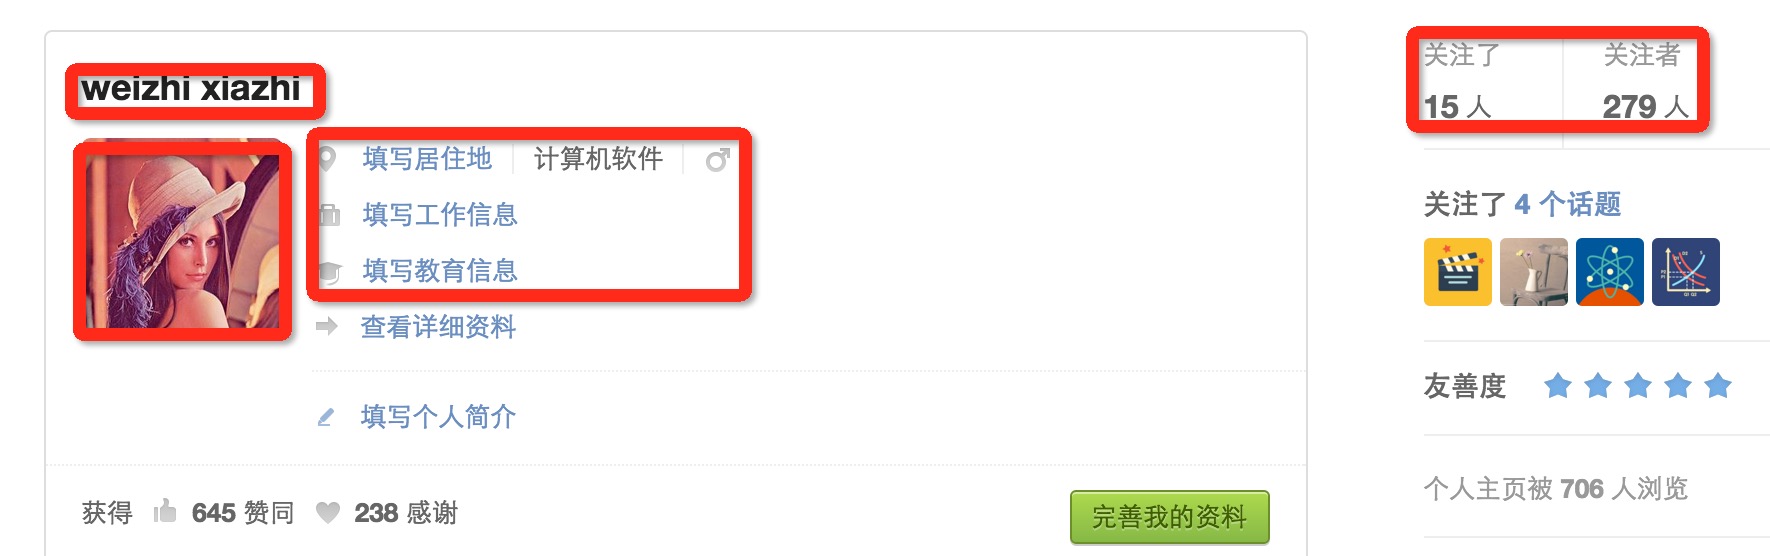 weizhi xiazhi
填写居住地 计算机软件
填写工作信息
填写教育信息
查看详细资料
填写个人简介
获得 645 赞同 238 感谢
完善我的资料
关注了 关注者
15 人 279 人
关注了 4 个话题
友善度
个人主页被 706 人浏览